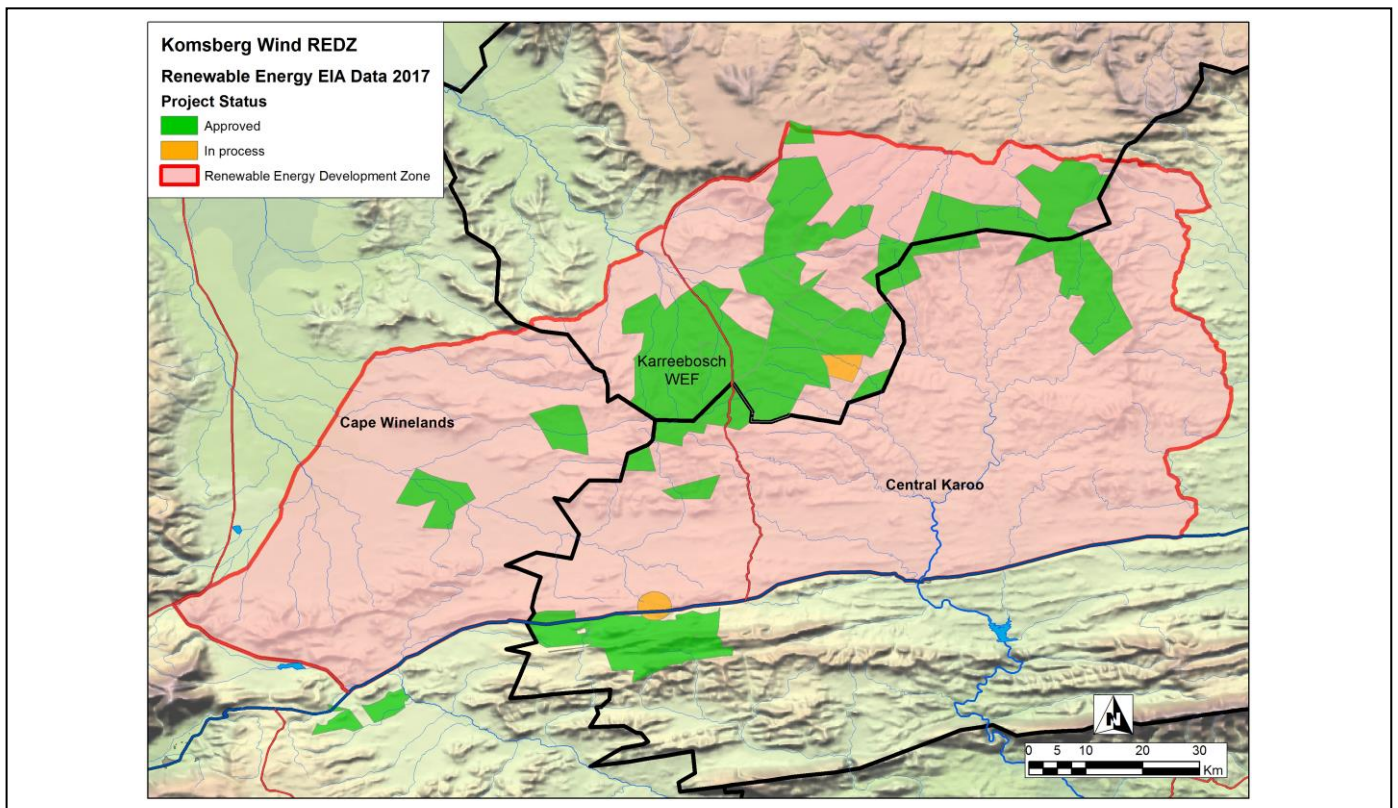 Komsberg Wind REDZ
Renewable Energy EIA Data 2017
Project Status
Approved
In process
Renewable Energy Development Zone
Karreebosch
WEF
Cape Winelands
Central Karoo
N
0 5 10 20 30
Km